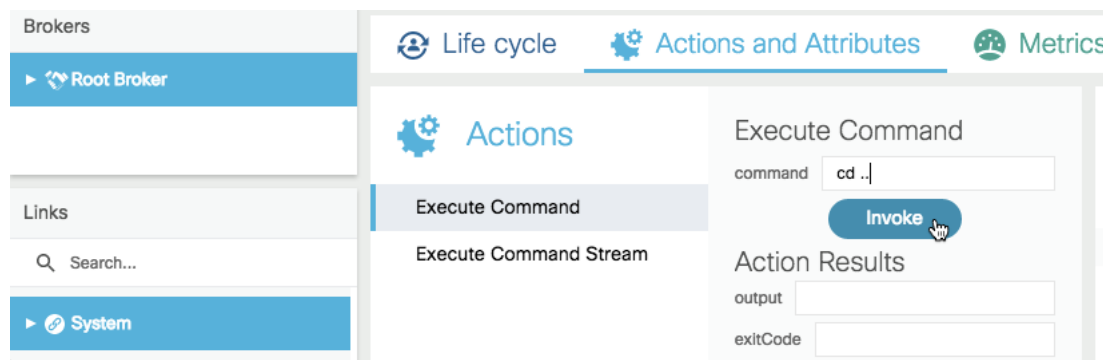 Brokers
Root Broker
Links
Search...
System
Life cycle
Actions and Attributes
Metrics
Actions
Execute Command
Execute Command Stream
Execute Command
command
cd ..
Invoke
Action Results
output
exitCode